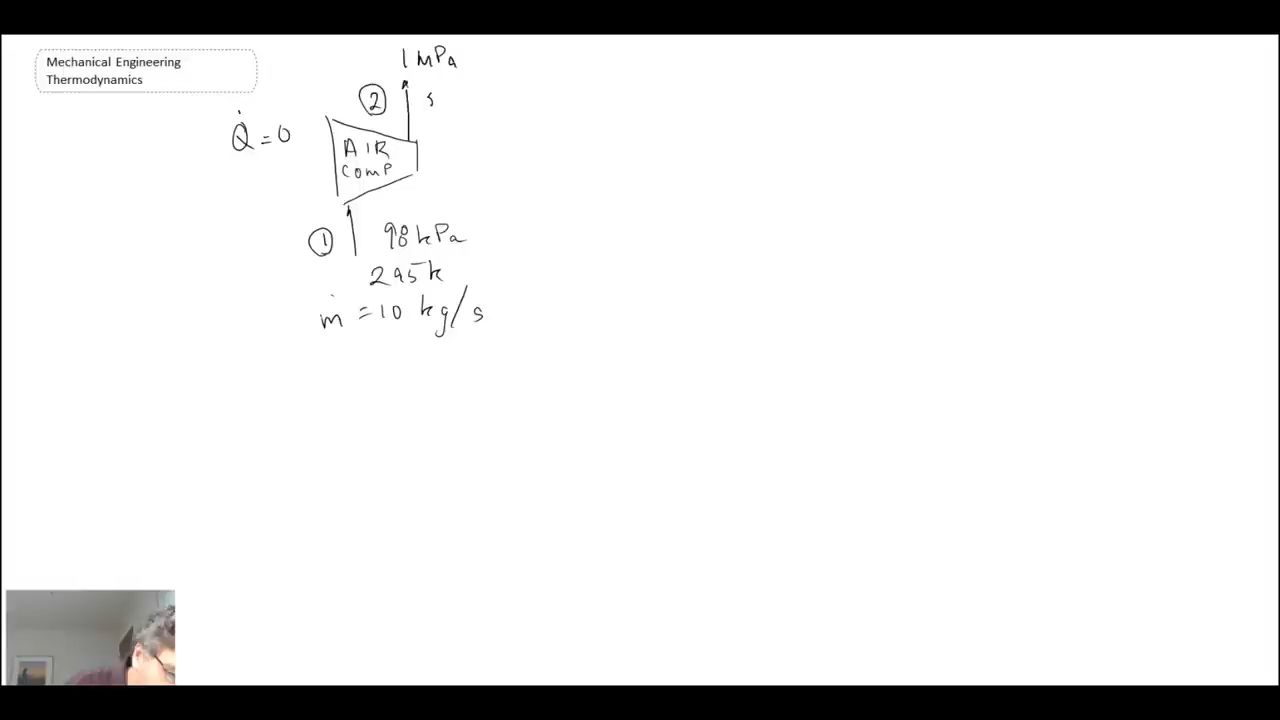 Mechanical Engineering
Thermodynamics
1 MPa
② s
Q̇ = 0
AIR
COMP
① 98 kPa
295 k
ṁ = 10 kg/s